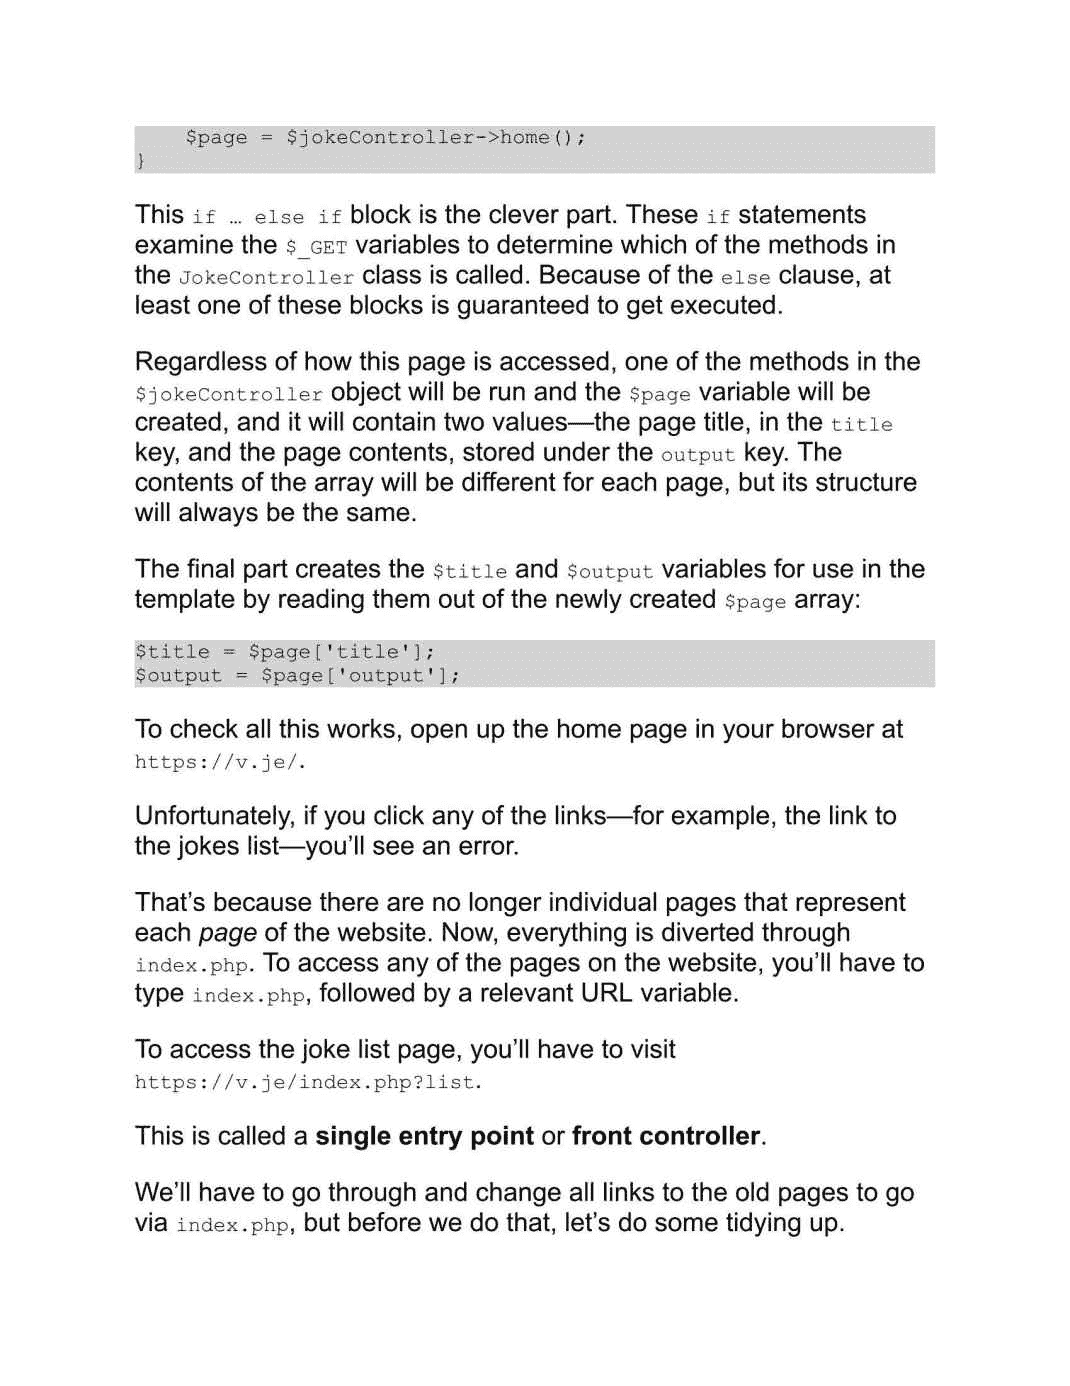 $page = $jokeController->home();
}
This if … else if block is the clever part. These if statements
examine the $_GET variables to determine which of the methods in
the JokeController class is called. Because of the else clause, at
least one of these blocks is guaranteed to get executed.
Regardless of how this page is accessed, one of the methods in the
$jokeController object will be run and the $page variable will be
created, and it will contain two values—the page title, in the title
key, and the page contents, stored under the output key. The
contents of the array will be different for each page, but its structure
will always be the same.
The final part creates the $title and $output variables for use in the
template by reading them out of the newly created $page array:
$title = $page['title'];
$output = $page['output'];
To check all this works, open up the home page in your browser at
https://v.je/.
Unfortunately, if you click any of the links—for example, the link to
the jokes list—you’ll see an error.
That’s because there are no longer individual pages that represent
each page of the website. Now, everything is diverted through
index.php. To access any of the pages on the website, you’ll have to
type index.php, followed by a relevant URL variable.
To access the joke list page, you’ll have to visit
https://v.je/index.php?list.
This is called a single entry point or front controller.
We’ll have to go through and change all links to the old pages to go
via index.php, but before we do that, let’s do some tidying up.